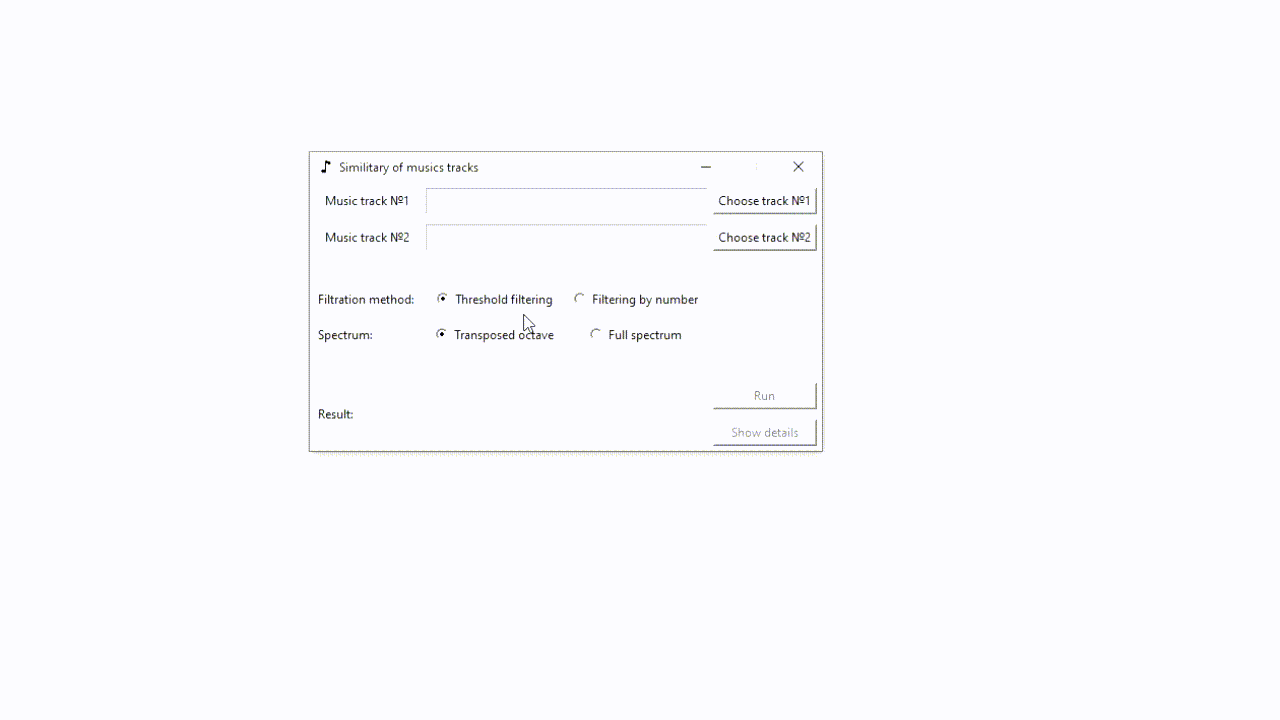 Similitary of musics tracks
Music track №1 Choose track №1
Music track №2 Choose track №2
Filtration method: Threshold filtering Filtering by number
Spectrum: Transposed octave Full spectrum
Run
Result:
Show details